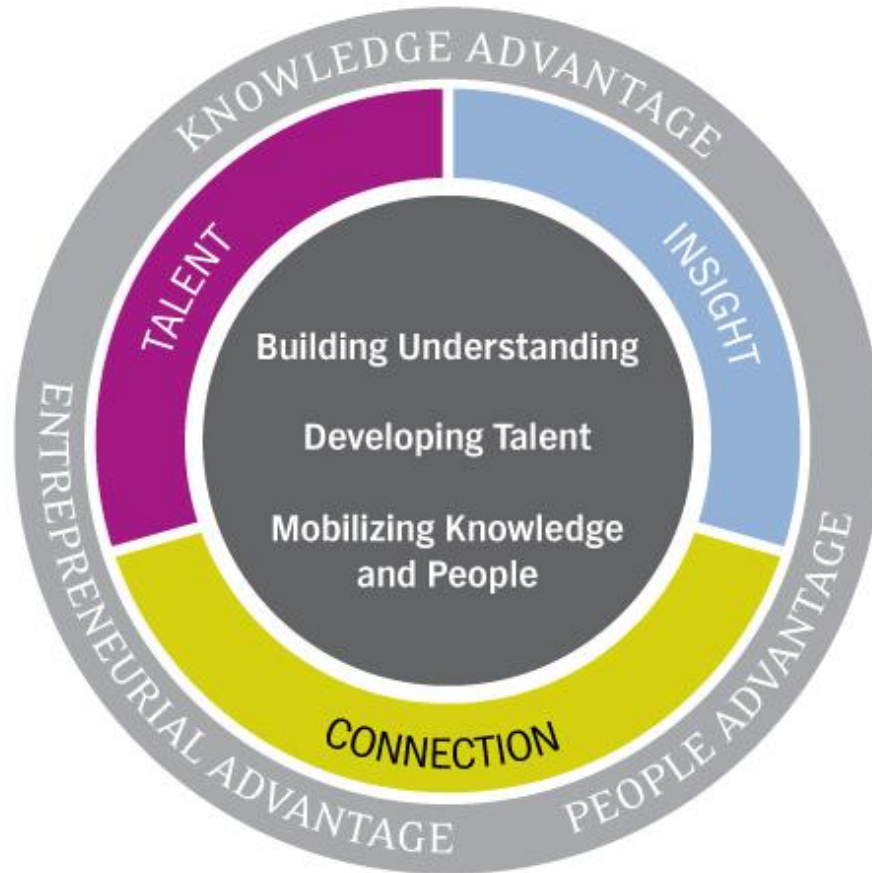 KNOWLEDGE ADVANTAGE
TALENT
INSIGHT
Building Understanding
Developing Talent
Mobilizing Knowledge
and People
CONNECTION
ENTREPRENEURIAL ADVANTAGE
PEOPLE ADVANTAGE